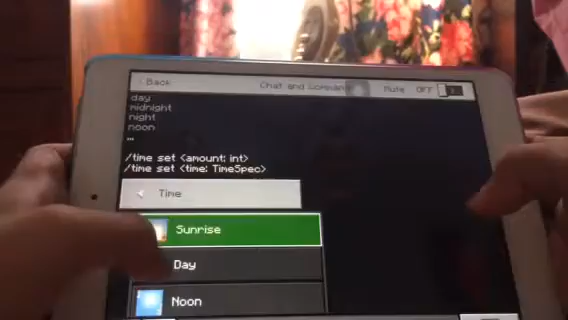 Back
Chat and Commands
Mute OFF
day
midnight
night
noon
...
/time set <amount: int>
/time set <time: TimeSpec>
Time
Sunrise
Day
Noon